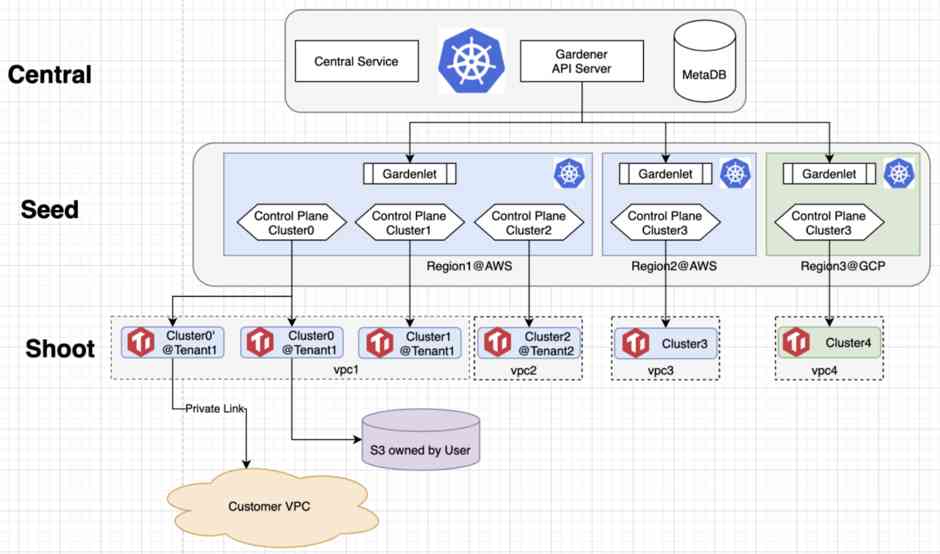 Central
Central Service
Gardener
API Server
MetaDB
Seed
Gardenlet
Gardenlet
Gardenlet
Control Plane
Cluster0
Control Plane
Cluster1
Control Plane
Cluster2
Control Plane
Cluster3
Control Plane
Cluster3
Region1@AWS
Region2@AWS
Region3@GCP
Shoot
Cluster0'
@Tenant1
Cluster0
@Tenant1
Cluster1
@Tenant1
Cluster2
@Tenant2
Cluster3
Cluster4
vpc1
vpc2
vpc3
vpc4
Private Link
S3 owned by User
Customer VPC